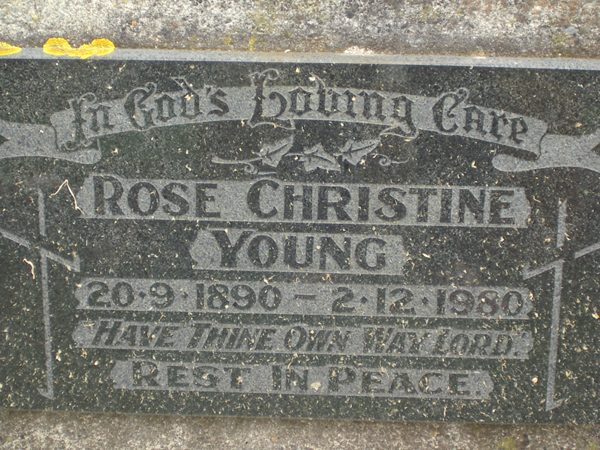 In God's Loving Care
ROSE CHRISTINE
YOUNG
20·9·1890 – 2·12·1980
"HAVE THINE OWN WAY LORD."
REST IN PEACE.